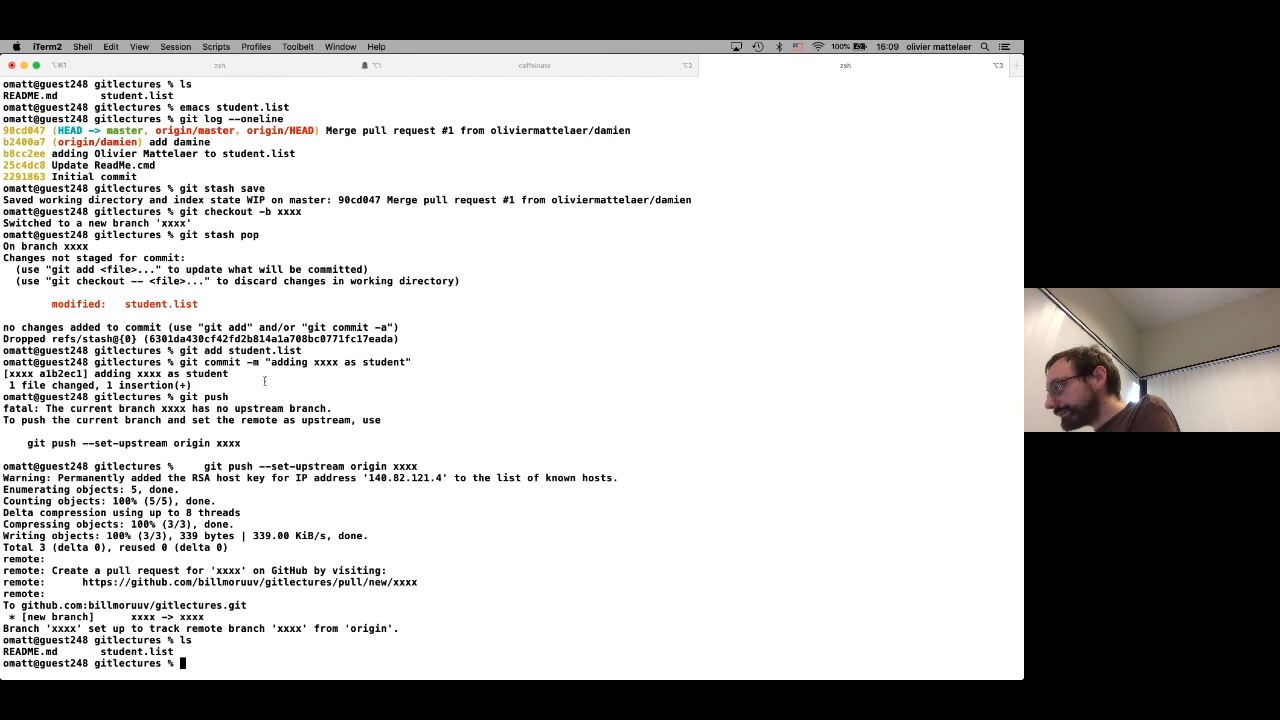 iTerm2 Shell Edit View Session Scripts Profiles Toolbelt Window Help 100% 16:09 olivier mattelaer
⌥⌘1 zsh ⌥1 caffeinate ⌥2 zsh ⌥3
omatt@guest248 gitlectures % ls
README.md student.list
omatt@guest248 gitlectures % emacs student.list
omatt@guest248 gitlectures % git log --oneline
90cd047 (HEAD -> master, origin/master, origin/HEAD) Merge pull request #1 from oliviermattelaer/damien
b2400a7 (origin/damien) add damine
b8cc2ee adding Olivier Mattelaer to student.list
25c4dc8 Update ReadMe.cmd
2291863 Initial commit
omatt@guest248 gitlectures % git stash save
Saved working directory and index state WIP on master: 90cd047 Merge pull request #1 from oliviermattelaer/damien
omatt@guest248 gitlectures % git checkout -b xxxx
Switched to a new branch 'xxxx'
omatt@guest248 gitlectures % git stash pop
On branch xxxx
Changes not staged for commit:
(use "git add <file>..." to update what will be committed)
(use "git checkout -- <file>..." to discard changes in working directory)
modified: student.list
no changes added to commit (use "git add" and/or "git commit -a")
Dropped refs/stash@{0} (6301da430cf42fd2b814a1a708bc0771fc17eada)
omatt@guest248 gitlectures % git add student.list
omatt@guest248 gitlectures % git commit -m "adding xxxx as student"
[xxxx a1b2ec1] adding xxxx as student
1 file changed, 1 insertion(+)
omatt@guest248 gitlectures % git push
fatal: The current branch xxxx has no upstream branch.
To push the current branch and set the remote as upstream, use
git push --set-upstream origin xxxx
omatt@guest248 gitlectures % git push --set-upstream origin xxxx
Warning: Permanently added the RSA host key for IP address '140.82.121.4' to the list of known hosts.
Enumerating objects: 5, done.
Counting objects: 100% (5/5), done.
Delta compression using up to 8 threads
Compressing objects: 100% (3/3), done.
Writing objects: 100% (3/3), 339 bytes | 339.00 KiB/s, done.
Total 3 (delta 0), reused 0 (delta 0)
remote:
remote: Create a pull request for 'xxxx' on GitHub by visiting:
remote: https://github.com/billmoruuv/gitlectures/pull/new/xxxx
remote:
To github.com:billmoruuv/gitlectures.git
* [new branch] xxxx -> xxxx
Branch 'xxxx' set up to track remote branch 'xxxx' from 'origin'.
omatt@guest248 gitlectures % ls
README.md student.list
omatt@guest248 gitlectures %